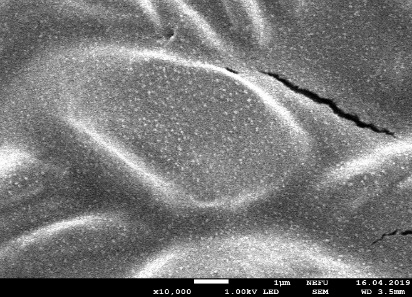 1µm NEFU 16.04.2019
x10,000 1.00kV LED SEM WD 3.5mm